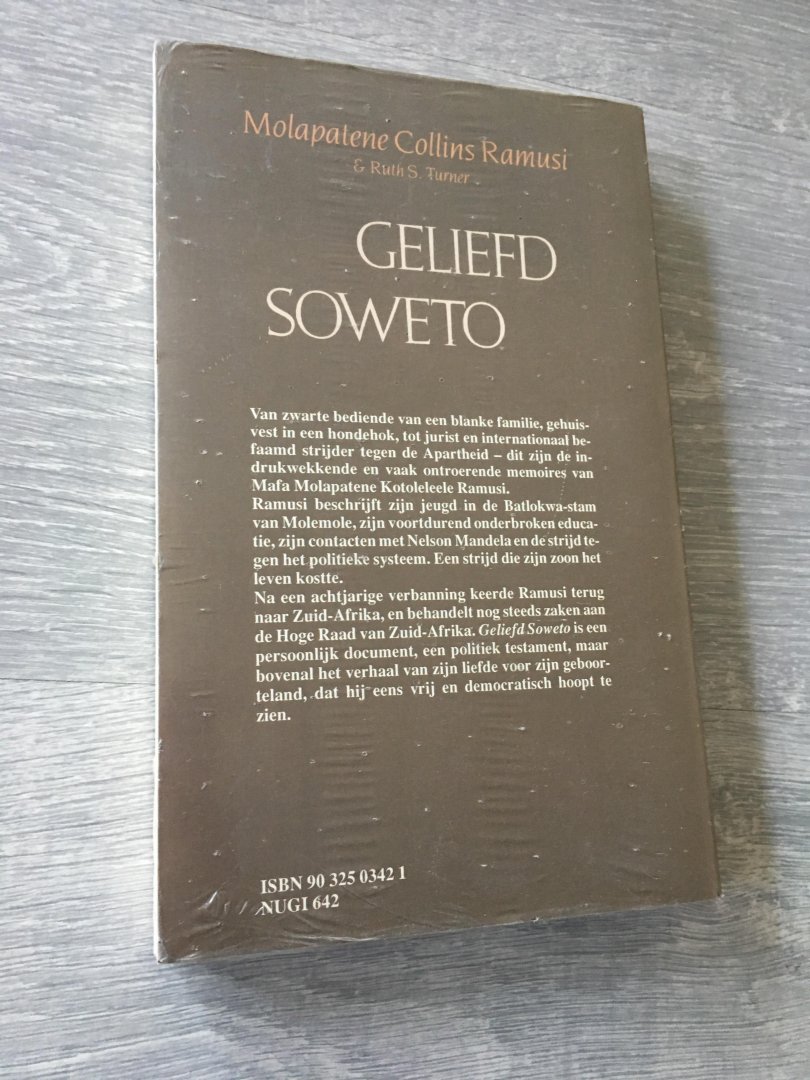 Molapatene Collins Ramusi
& Ruth S. Turner
GELIEFD
SOWETO
Van zwarte bediende van een blanke familie, gehuis-
vest in een hondehok, tot jurist en internationaal be-
faamd strijder tegen de Apartheid – dit zijn de in-
drukwekkende en vaak ontroerende memoires van
Mafa Molapatene Kotoleleele Ramusi.
Ramusi beschrijft zijn jeugd in de Batlokwa-stam
van Molemole, zijn voortdurend onderbroken educa-
tie, zijn contacten met Nelson Mandela en de strijd te-
gen het politieke systeem. Een strijd die zijn zoon het
leven kostte.
Na een achtjarige verbanning keerde Ramusi terug
naar Zuid-Afrika, en behandelt nog steeds zaken aan
de Hoge Raad van Zuid-Afrika. Geliefd Soweto is een
persoonlijk document, een politiek testament, maar
bovenal het verhaal van zijn liefde voor zijn geboor-
teland, dat hij eens vrij en democratisch hoopt te
zien.
ISBN 90 325 0342 1
NUGI 642